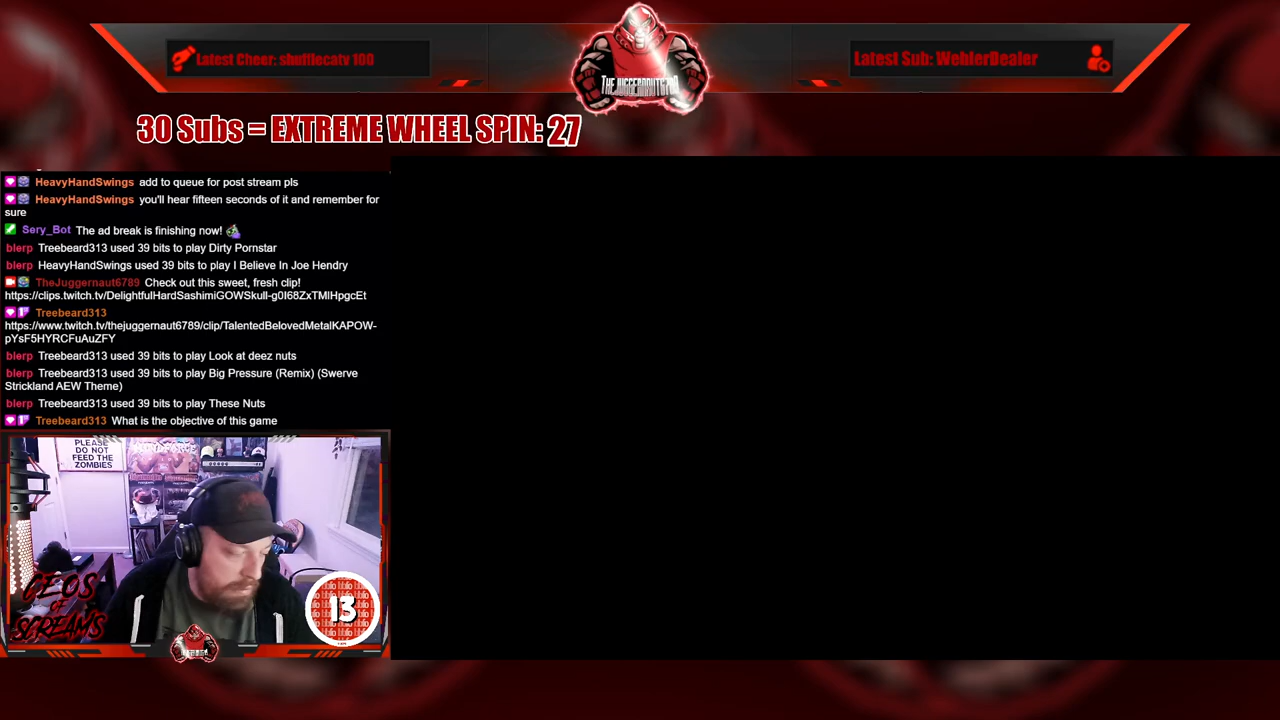 Latest Cheer: shufflecatv 100
THEJUGGERNAUT6789
Latest Sub: WehlerDealer
30 Subs = EXTREME WHEEL SPIN: 27
HeavyHandSwings add to queue for post stream pls
HeavyHandSwings you'll hear fifteen seconds of it and remember for
sure
Sery_Bot The ad break is finishing now!
blerp Treebeard313 used 39 bits to play Dirty Pornstar
blerp HeavyHandSwings used 39 bits to play I Believe In Joe Hendry
TheJuggernaut6789 Check out this sweet, fresh clip!
https://clips.twitch.tv/DelightfulHardSashimiGOWSkull-g0I68ZxTMlHpgcEt
Treebeard313
https://www.twitch.tv/thejuggernaut6789/clip/TalentedBelovedMetalKAPOW-
pYsF5HYRCFuAuZFY
blerp Treebeard313 used 39 bits to play Look at deez nuts
blerp Treebeard313 used 39 bits to play Big Pressure (Remix) (Swerve
Strickland AEW Theme)
blerp Treebeard313 used 39 bits to play These Nuts
Treebeard313 What is the objective of this game
PLEASE
DO NOT
FEED THE
ZOMBIES
CEOS
OF
SCREAMS
13